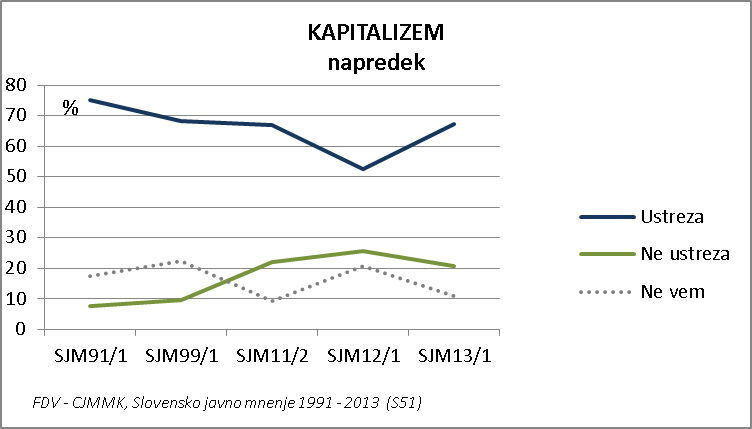 KAPITALIZEM
napredek
%
80
70
60
50
40
30
20
10
0
SJM91/1 SJM99/1 SJM11/2 SJM12/1 SJM13/1
Ustreza
Ne ustreza
Ne vem
FDV - CJMMK, Slovensko javno mnenje 1991 - 2013 (S51)